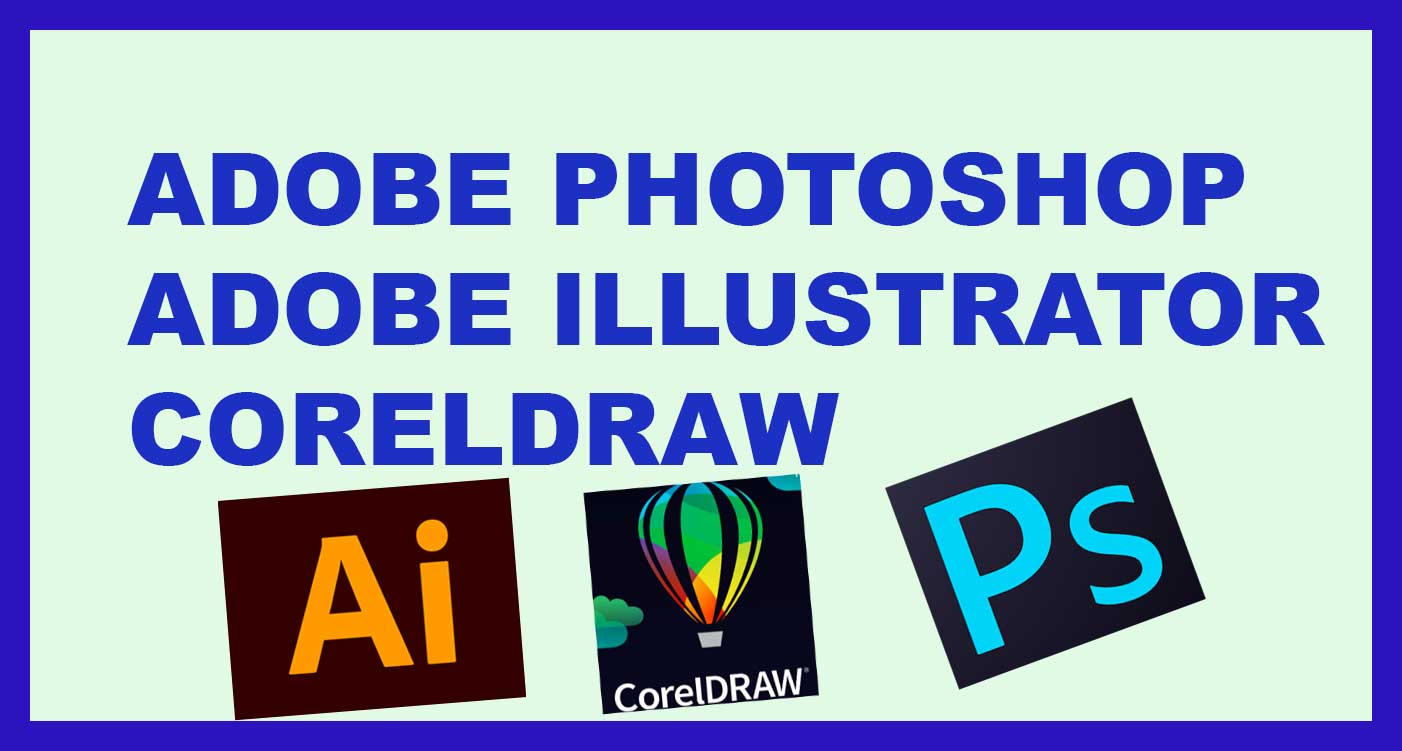 ADOBE PHOTOSHOP
ADOBE ILLUSTRATOR
CORELDRAW
Ai
CorelDRAW®
Ps